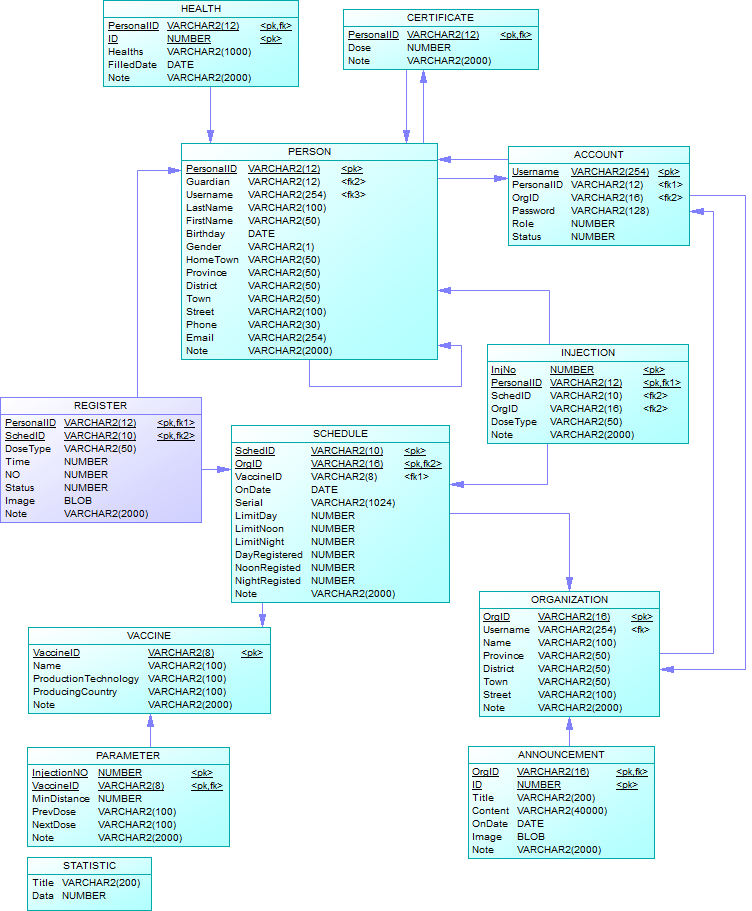 HEALTH
PersonalID VARCHAR2(12) <pk,fk>
ID NUMBER <pk>
Healths VARCHAR2(1000)
FilledDate DATE
Note VARCHAR2(2000)
CERTIFICATE
PersonalID VARCHAR2(12) <pk,fk>
Dose NUMBER
Note VARCHAR2(2000)
PERSON
PersonalID VARCHAR2(12) <pk>
Guardian VARCHAR2(12) <fk2>
Username VARCHAR2(254) <fk3>
LastName VARCHAR2(100)
FirstName VARCHAR2(50)
Birthday DATE
Gender VARCHAR2(1)
HomeTown VARCHAR2(50)
Province VARCHAR2(50)
District VARCHAR2(50)
Town VARCHAR2(50)
Street VARCHAR2(100)
Phone VARCHAR2(30)
Email VARCHAR2(254)
Note VARCHAR2(2000)
ACCOUNT
Username VARCHAR2(254) <pk>
PersonalID VARCHAR2(12) <fk1>
OrgID VARCHAR2(16) <fk2>
Password VARCHAR2(128)
Role NUMBER
Status NUMBER
INJECTION
InjNo NUMBER <pk>
PersonalID VARCHAR2(12) <pk,fk1>
SchedID VARCHAR2(10) <fk2>
OrgID VARCHAR2(16) <fk2>
DoseType VARCHAR2(50)
Note VARCHAR2(2000)
REGISTER
PersonalID VARCHAR2(12) <pk,fk1>
SchedID VARCHAR2(10) <pk,fk2>
DoseType VARCHAR2(50)
Time NUMBER
NO NUMBER
Status NUMBER
Image BLOB
Note VARCHAR2(2000)
SCHEDULE
SchedID VARCHAR2(10) <pk>
OrgID VARCHAR2(16) <pk,fk2>
VaccineID VARCHAR2(8) <fk1>
OnDate DATE
Serial VARCHAR2(1024)
LimitDay NUMBER
LimitNoon NUMBER
LimitNight NUMBER
DayRegistered NUMBER
NoonRegisted NUMBER
NightRegisted NUMBER
Note VARCHAR2(2000)
ORGANIZATION
OrgID VARCHAR2(16) <pk>
Username VARCHAR2(254) <fk>
Name VARCHAR2(100)
Province VARCHAR2(50)
District VARCHAR2(50)
Town VARCHAR2(50)
Street VARCHAR2(100)
Note VARCHAR2(2000)
VACCINE
VaccineID VARCHAR2(8) <pk>
Name VARCHAR2(100)
ProductionTechnology VARCHAR2(100)
ProducingCountry VARCHAR2(100)
Note VARCHAR2(2000)
PARAMETER
InjectionNO NUMBER <pk>
VaccineID VARCHAR2(8) <pk,fk>
MinDistance NUMBER
PrevDose VARCHAR2(100)
NextDose VARCHAR2(100)
Note VARCHAR2(2000)
ANNOUNCEMENT
OrgID VARCHAR2(16) <pk,fk>
ID NUMBER <pk>
Title VARCHAR2(200)
Content VARCHAR2(40000)
OnDate DATE
Image BLOB
Note VARCHAR2(2000)
STATISTIC
Title VARCHAR2(200)
Data NUMBER